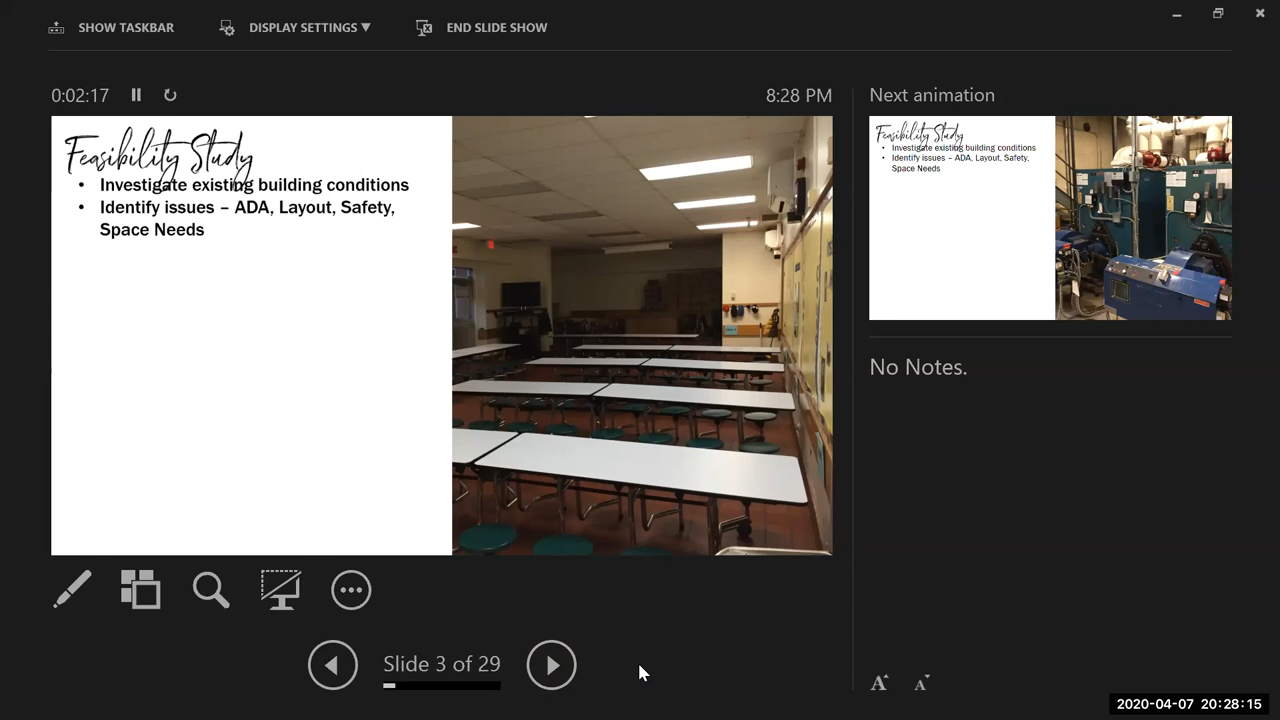 SHOW TASKBAR
DISPLAY SETTINGS ▼
END SLIDE SHOW
0:02:17
8:28 PM
Feasibility Study
• Investigate existing building conditions
• Identify issues – ADA, Layout, Safety,
Space Needs
Next animation
Feasibility Study
• Investigate existing building conditions
• Identify issues – ADA, Layout, Safety,
Space Needs
No Notes.
Slide 3 of 29
A A
2020-04-07 20:28:15